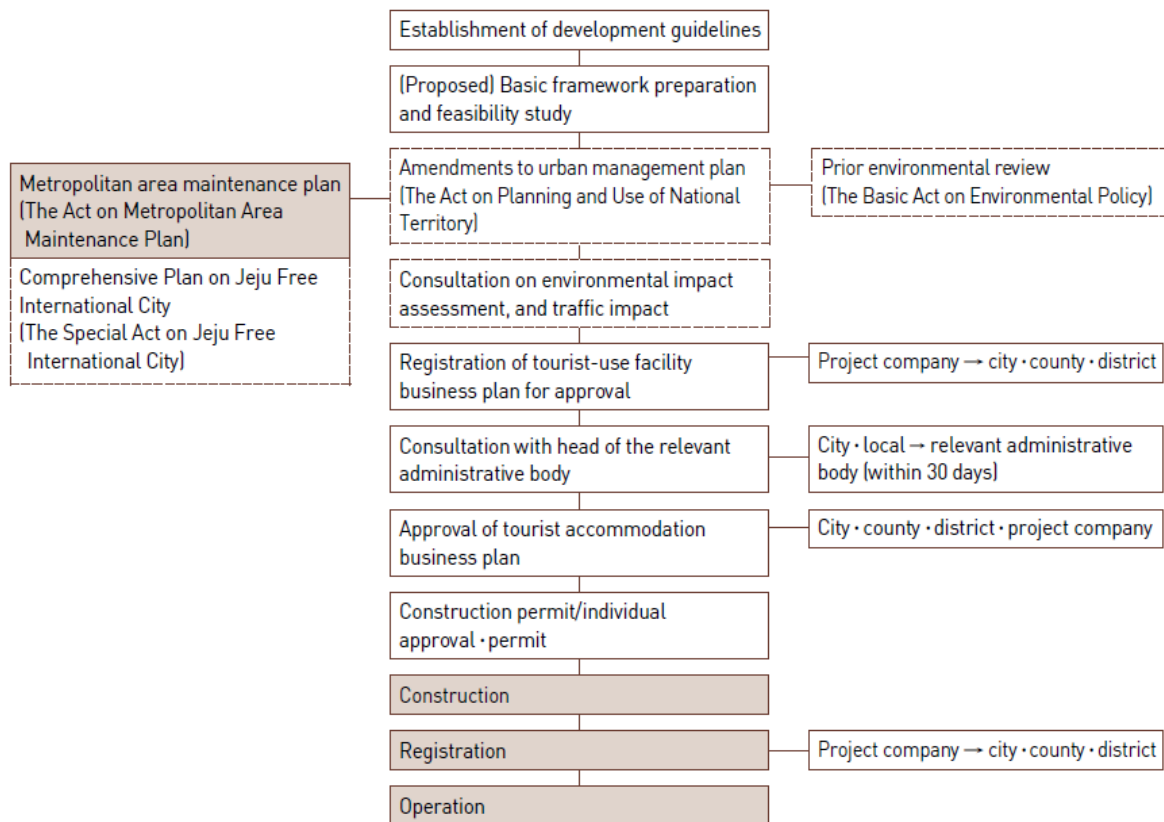 Establishment of development guidelines
(Proposed) Basic framework preparation
and feasibility study
Metropolitan area maintenance plan
(The Act on Metropolitan Area
Maintenance Plan)
Comprehensive Plan on Jeju Free
International City
(The Special Act on Jeju Free
International City)
Amendments to urban management plan
(The Act on Planning and Use of National
Territory)
Prior environmental review
(The Basic Act on Environmental Policy)
Consultation on environmental impact
assessment, and traffic impact
Registration of tourist-use facility
business plan for approval
Project company → city·county·district
Consultation with head of the relevant
administrative body
City·local → relevant administrative
body (within 30 days)
Approval of tourist accommodation
business plan
City·county·district·project company
Construction permit/individual
approval·permit
Construction
Registration
Project company → city·county·district
Operation